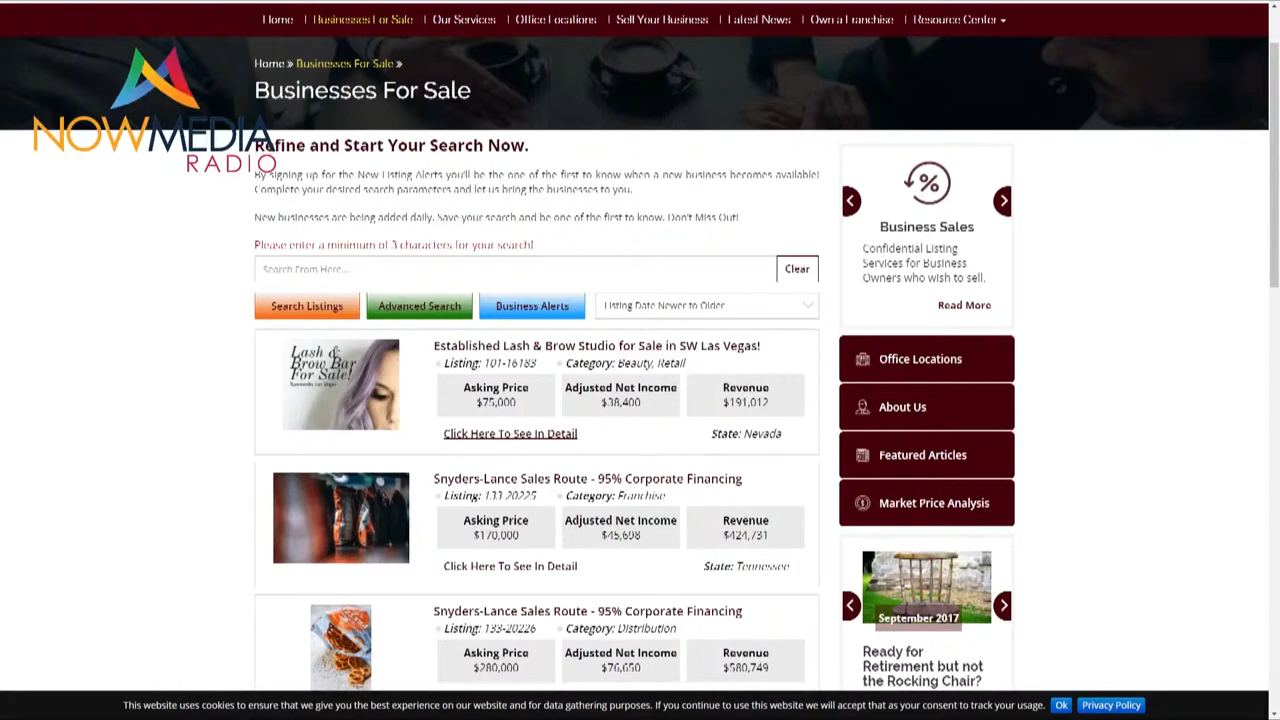 Home
Businesses For Sale
Our Services
Office Locations
Sell Your Business
Latest News
Own a Franchise
Resource Center
Home » Businesses For Sale »
Businesses For Sale
NOWMEDIA
RADIO
Refine and Start Your Search Now.
By signing up for the New Listing Alerts you'll be the one of the first to know when a new business becomes available!
Complete your desired search parameters and let us bring the businesses to you.
New businesses are being added daily. Save your search and be one of the first to know. Don't Miss Out!
Please enter a minimum of 3 characters for your search!
Search From Here...
Clear
Search Listings
Advanced Search
Business Alerts
Listing Date Newer to Older
Lash &
Brow Bar
For Sale!
Established Lash & Brow Studio for Sale in SW Las Vegas!
Listing: 101-16183 Category: Beauty, Retail
Asking Price Adjusted Net Income Revenue
$75,000 $38,400 $191,012
Click Here To See In Detail State: Nevada
Snyders-Lance Sales Route - 95% Corporate Financing
Listing: 133-20225 Category: Franchise
Asking Price Adjusted Net Income Revenue
$170,000 $45,698 $424,731
Click Here To See In Detail State: Tennessee
Snyders-Lance Sales Route - 95% Corporate Financing
Listing: 133-20226 Category: Distribution
Asking Price Adjusted Net Income Revenue
$280,000 $76,650 $580,749
Business Sales
Confidential Listing
Services for Business
Owners who wish to sell.
Read More
Office Locations
About Us
Featured Articles
Market Price Analysis
September 2017
Ready for
Retirement but not
the Rocking Chair?
This website uses cookies to ensure that we give you the best experience on our website and for data gathering purposes. If you continue to use this website we will accept that as your consent to track your usage. Ok Privacy Policy